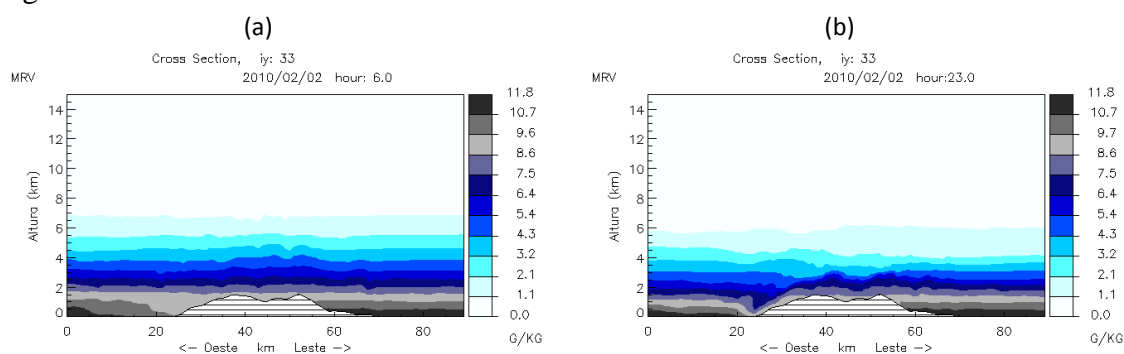 (a)
Cross Section, iy: 33
MRV 2010/02/02 hour: 6.0
14
12
10
8
6
4
2
0
Altura (km)
0 20 40 60 80
<- Oeste km Leste ->
11.8
10.7
9.6
8.6
7.5
6.4
5.4
4.3
3.2
2.1
1.1
0.0
G/KG
(b)
Cross Section, iy: 33
MRV 2010/02/02 hour:23.0
14
12
10
8
6
4
2
0
Altura (km)
0 20 40 60 80
<- Oeste km Leste ->
11.8
10.7
9.6
8.6
7.5
6.4
5.4
4.3
3.2
2.1
1.1
0.0
G/KG